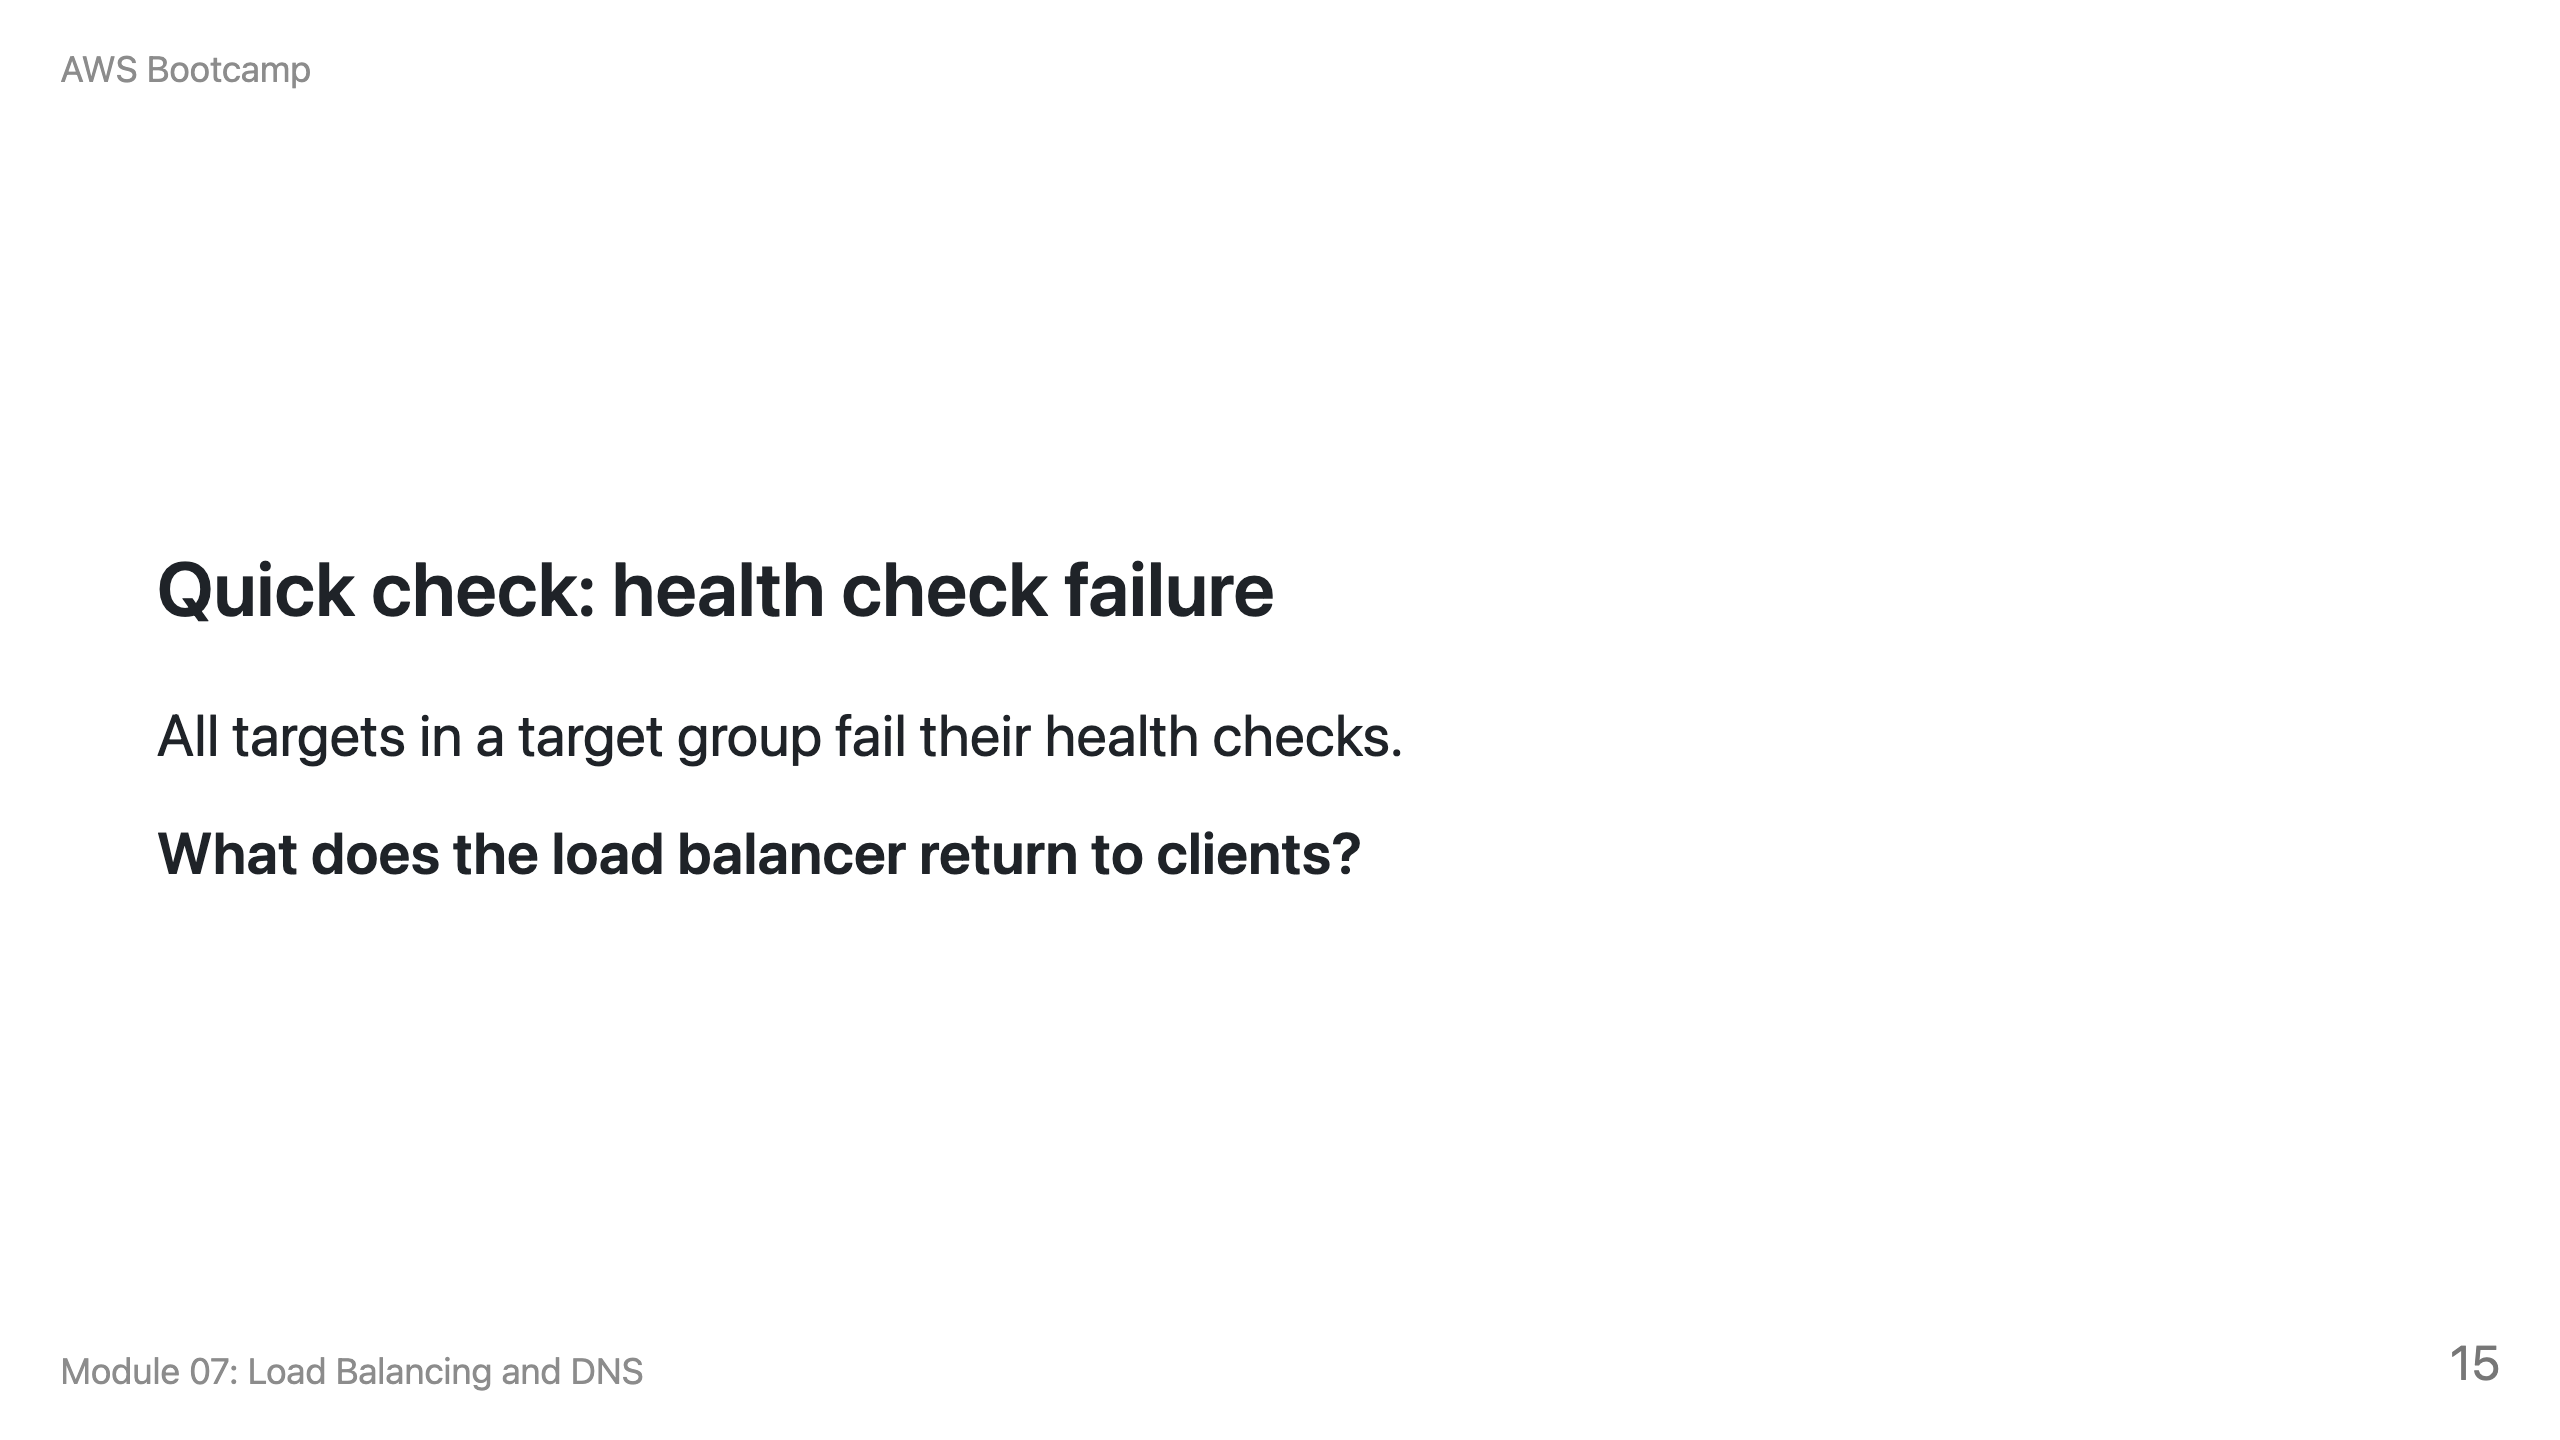 AWS Bootcamp
Quick check: health check failure
All targets in a target group fail their health checks.
What does the load balancer return to clients?
Module 07: Load Balancing and DNS
15